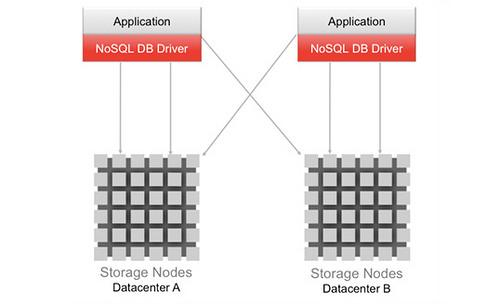 Application
NoSQL DB Driver
Application
NoSQL DB Driver
Storage Nodes
Datacenter A
Storage Nodes
Datacenter B